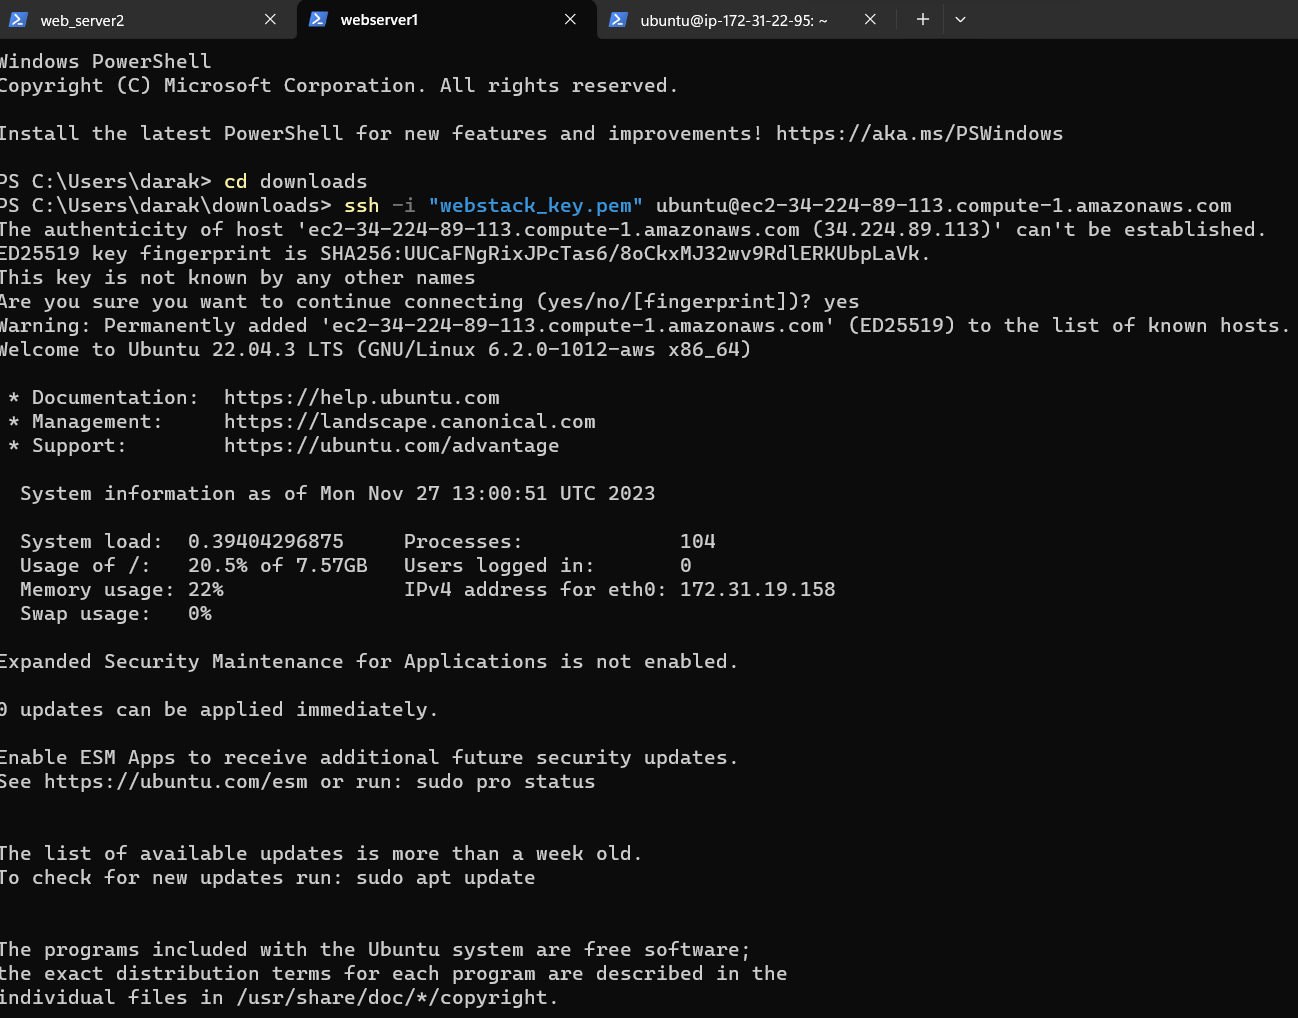 web_server2
webserver1
ubuntu@ip-172-31-22-95: ~
Windows PowerShell
Copyright (C) Microsoft Corporation. All rights reserved.
Install the latest PowerShell for new features and improvements! https://aka.ms/PSWindows
PS C:\Users\darak> cd downloads
PS C:\Users\darak\downloads> ssh -i "webstack_key.pem" ubuntu@ec2-34-224-89-113.compute-1.amazonaws.com
The authenticity of host 'ec2-34-224-89-113.compute-1.amazonaws.com (34.224.89.113)' can't be established.
ED25519 key fingerprint is SHA256:UUCaFNgRixJPcTas6/8oCkxMJ32wv9RdlERKUbpLaVk.
This key is not known by any other names
Are you sure you want to continue connecting (yes/no/[fingerprint])? yes
Warning: Permanently added 'ec2-34-224-89-113.compute-1.amazonaws.com' (ED25519) to the list of known hosts.
Welcome to Ubuntu 22.04.3 LTS (GNU/Linux 6.2.0-1012-aws x86_64)
* Documentation:  https://help.ubuntu.com
* Management:     https://landscape.canonical.com
* Support:        https://ubuntu.com/advantage
System information as of Mon Nov 27 13:00:51 UTC 2023
System load:  0.39404296875     Processes:             104
Usage of /:   20.5% of 7.57GB   Users logged in:       0
Memory usage: 22%               IPv4 address for eth0: 172.31.19.158
Swap usage:   0%
Expanded Security Maintenance for Applications is not enabled.
0 updates can be applied immediately.
Enable ESM Apps to receive additional future security updates.
See https://ubuntu.com/esm or run: sudo pro status
The list of available updates is more than a week old.
To check for new updates run: sudo apt update
The programs included with the Ubuntu system are free software;
the exact distribution terms for each program are described in the
individual files in /usr/share/doc/*/copyright.